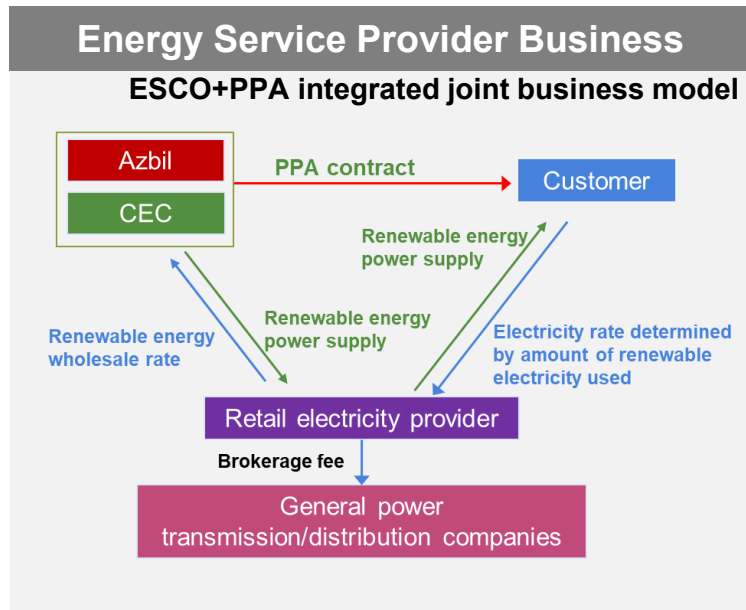 Energy Service Provider Business
ESCO+PPA integrated joint business model
Azbil
CEC
PPA contract
Customer
Renewable energy
power supply
Renewable energy
wholesale rate
Renewable energy
power supply
Electricity rate determined
by amount of renewable
electricity used
Retail electricity provider
Brokerage fee
General power
transmission/distribution companies